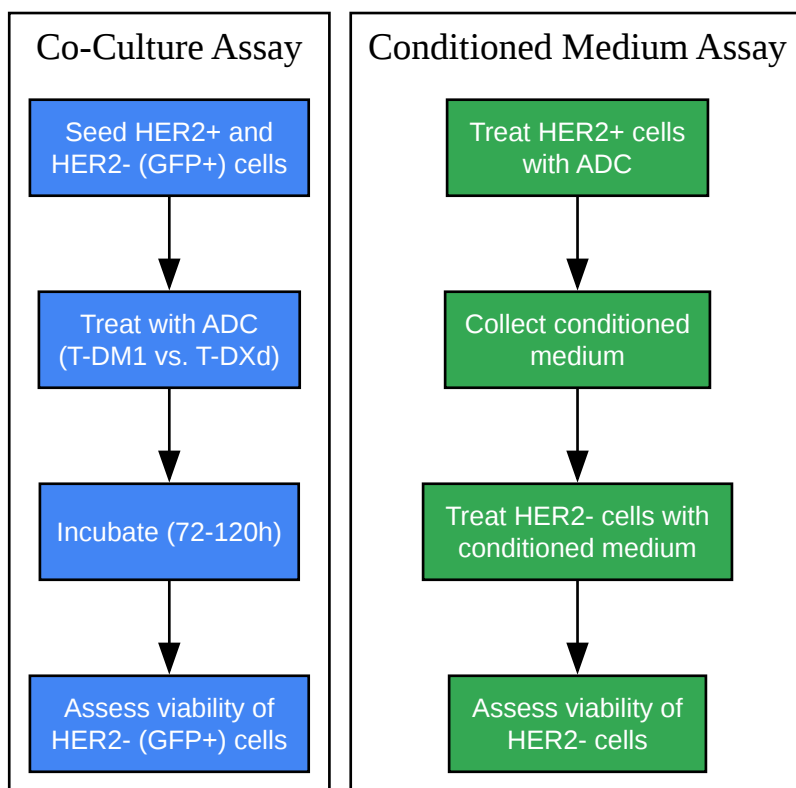 Co-Culture Assay
Seed HER2+ and
HER2- (GFP+) cells
Treat with ADC
(T-DM1 vs. T-DXd)
Incubate (72-120h)
Assess viability of
HER2- (GFP+) cells
Conditioned Medium Assay
Treat HER2+ cells
with ADC
Collect conditioned
medium
Treat HER2- cells with
conditioned medium
Assess viability of
HER2- cells